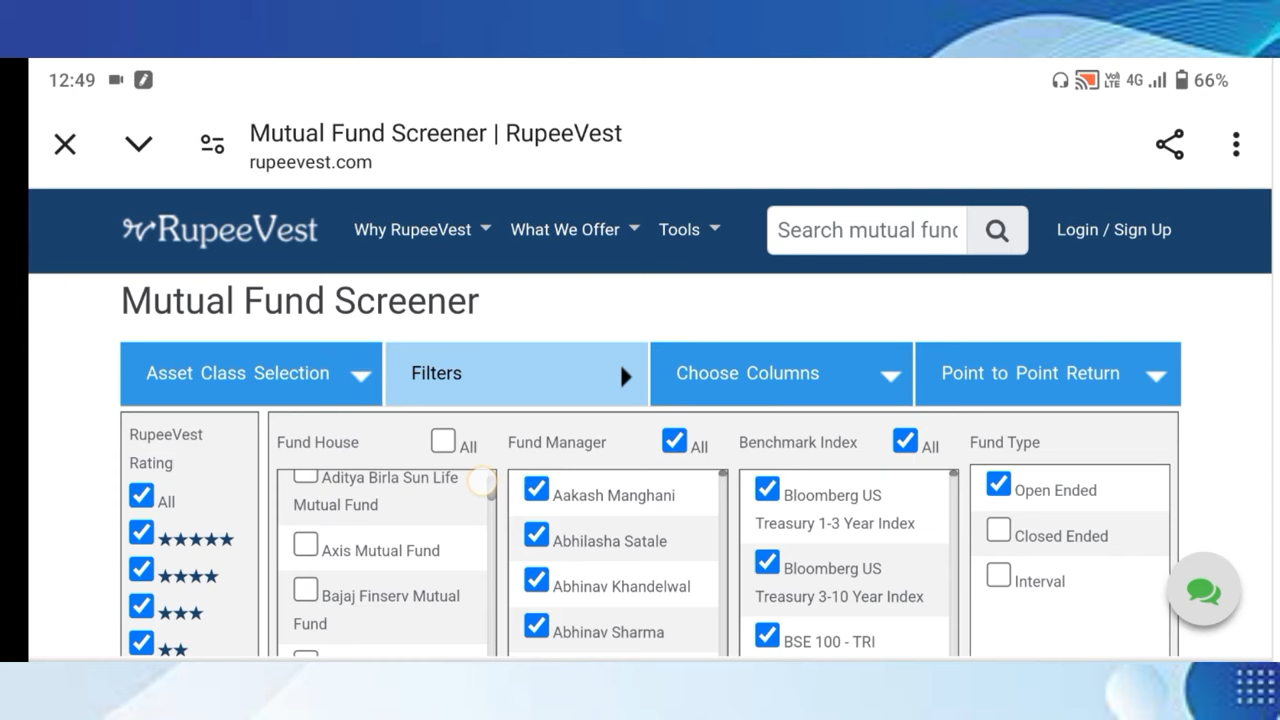 12:49
Vo) LTE 4G 66%
Mutual Fund Screener | RupeeVest
rupeevest.com
RupeeVest Why RupeeVest What We Offer Tools Search mutual func Login / Sign Up
Mutual Fund Screener
Asset Class Selection Filters Choose Columns Point to Point Return
RupeeVest
Rating
All
★★★★★
★★★★
★★★
★★
Fund House All
Aditya Birla Sun Life
Mutual Fund
Axis Mutual Fund
Bajaj Finserv Mutual
Fund
Fund Manager All
Aakash Manghani
Abhilasha Satale
Abhinav Khandelwal
Abhinav Sharma
Benchmark Index All
Bloomberg US
Treasury 1-3 Year Index
Bloomberg US
Treasury 3-10 Year Index
BSE 100 - TRI
Fund Type
Open Ended
Closed Ended
Interval